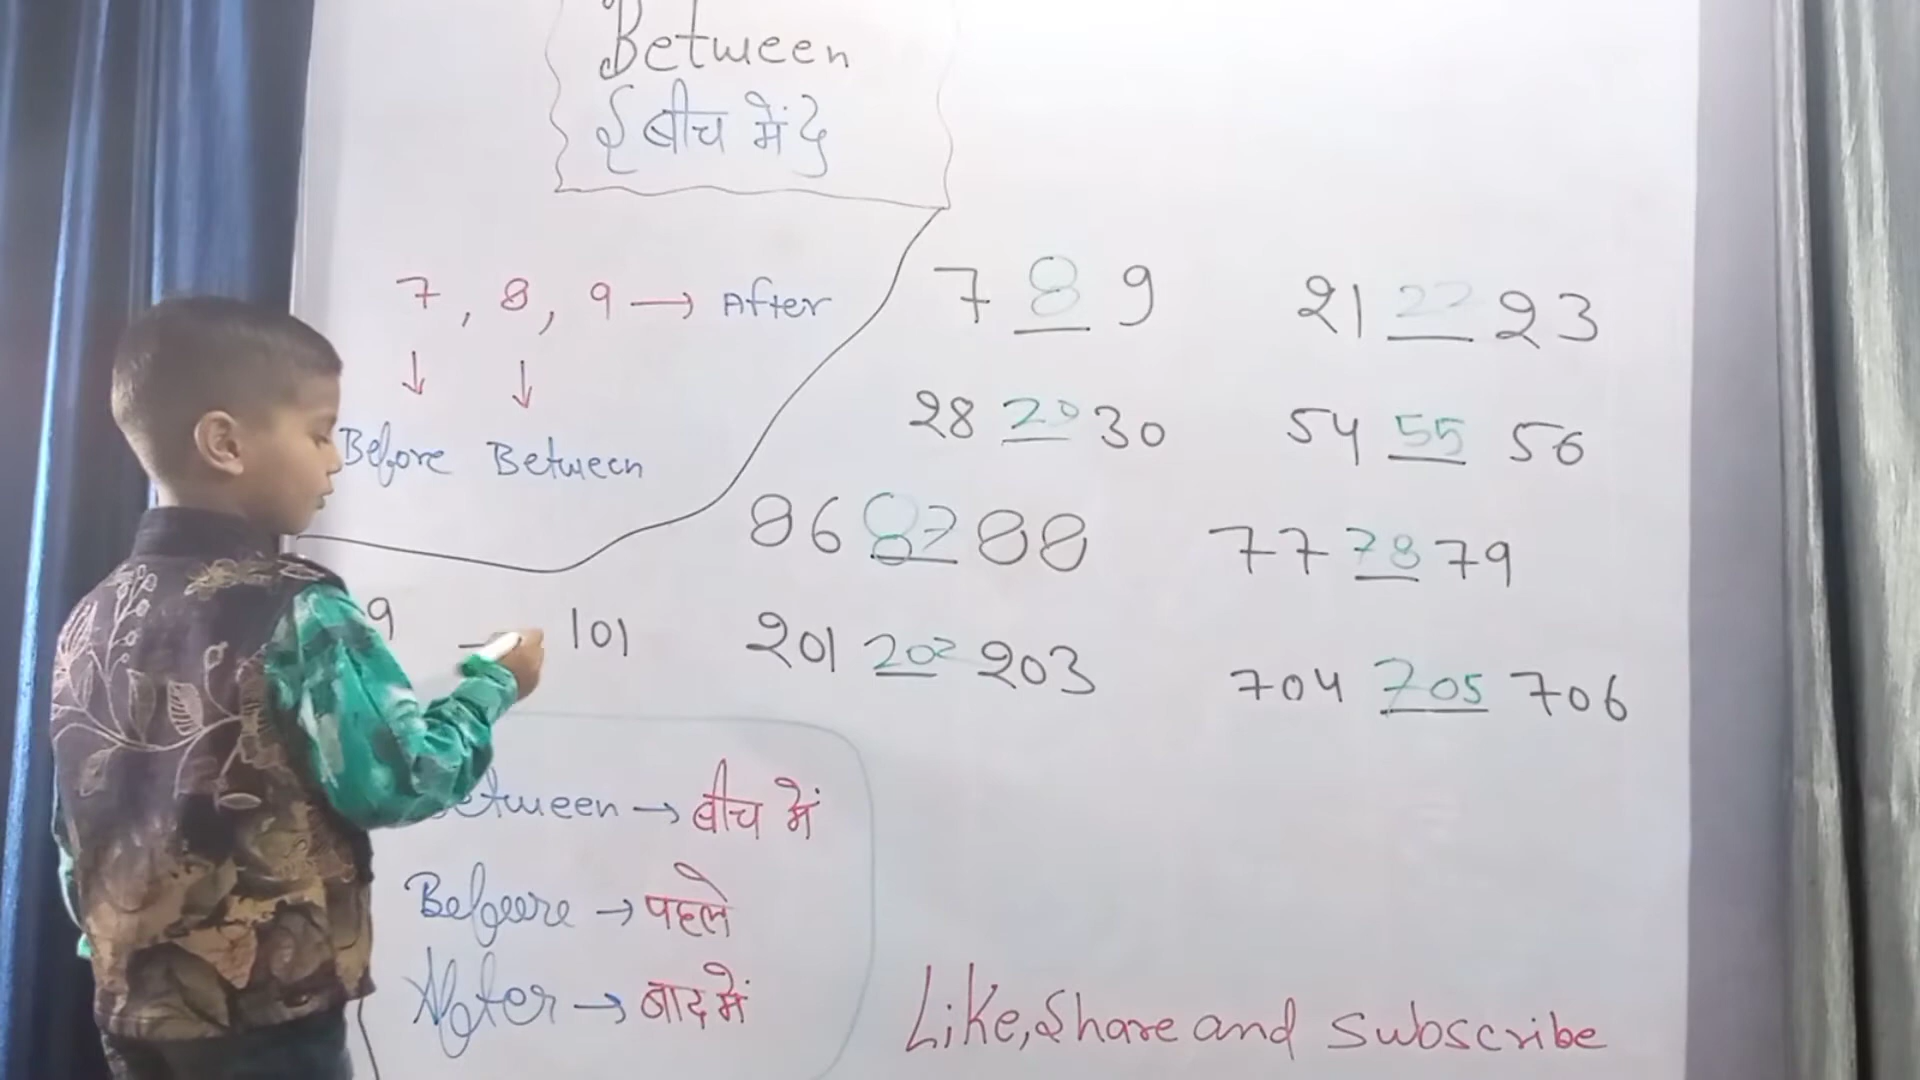 Between
{बीच में}
7, 8, 9 → After
↓ ↓
Before Between
7 8 9
21 22 23
28 29 30
54 55 56
86 87 88
77 78 79
9 _ 101
201 202 203
704 705 706
etween → बीच में
Before → पहले
After → बाद में
Like, Share and Subscribe